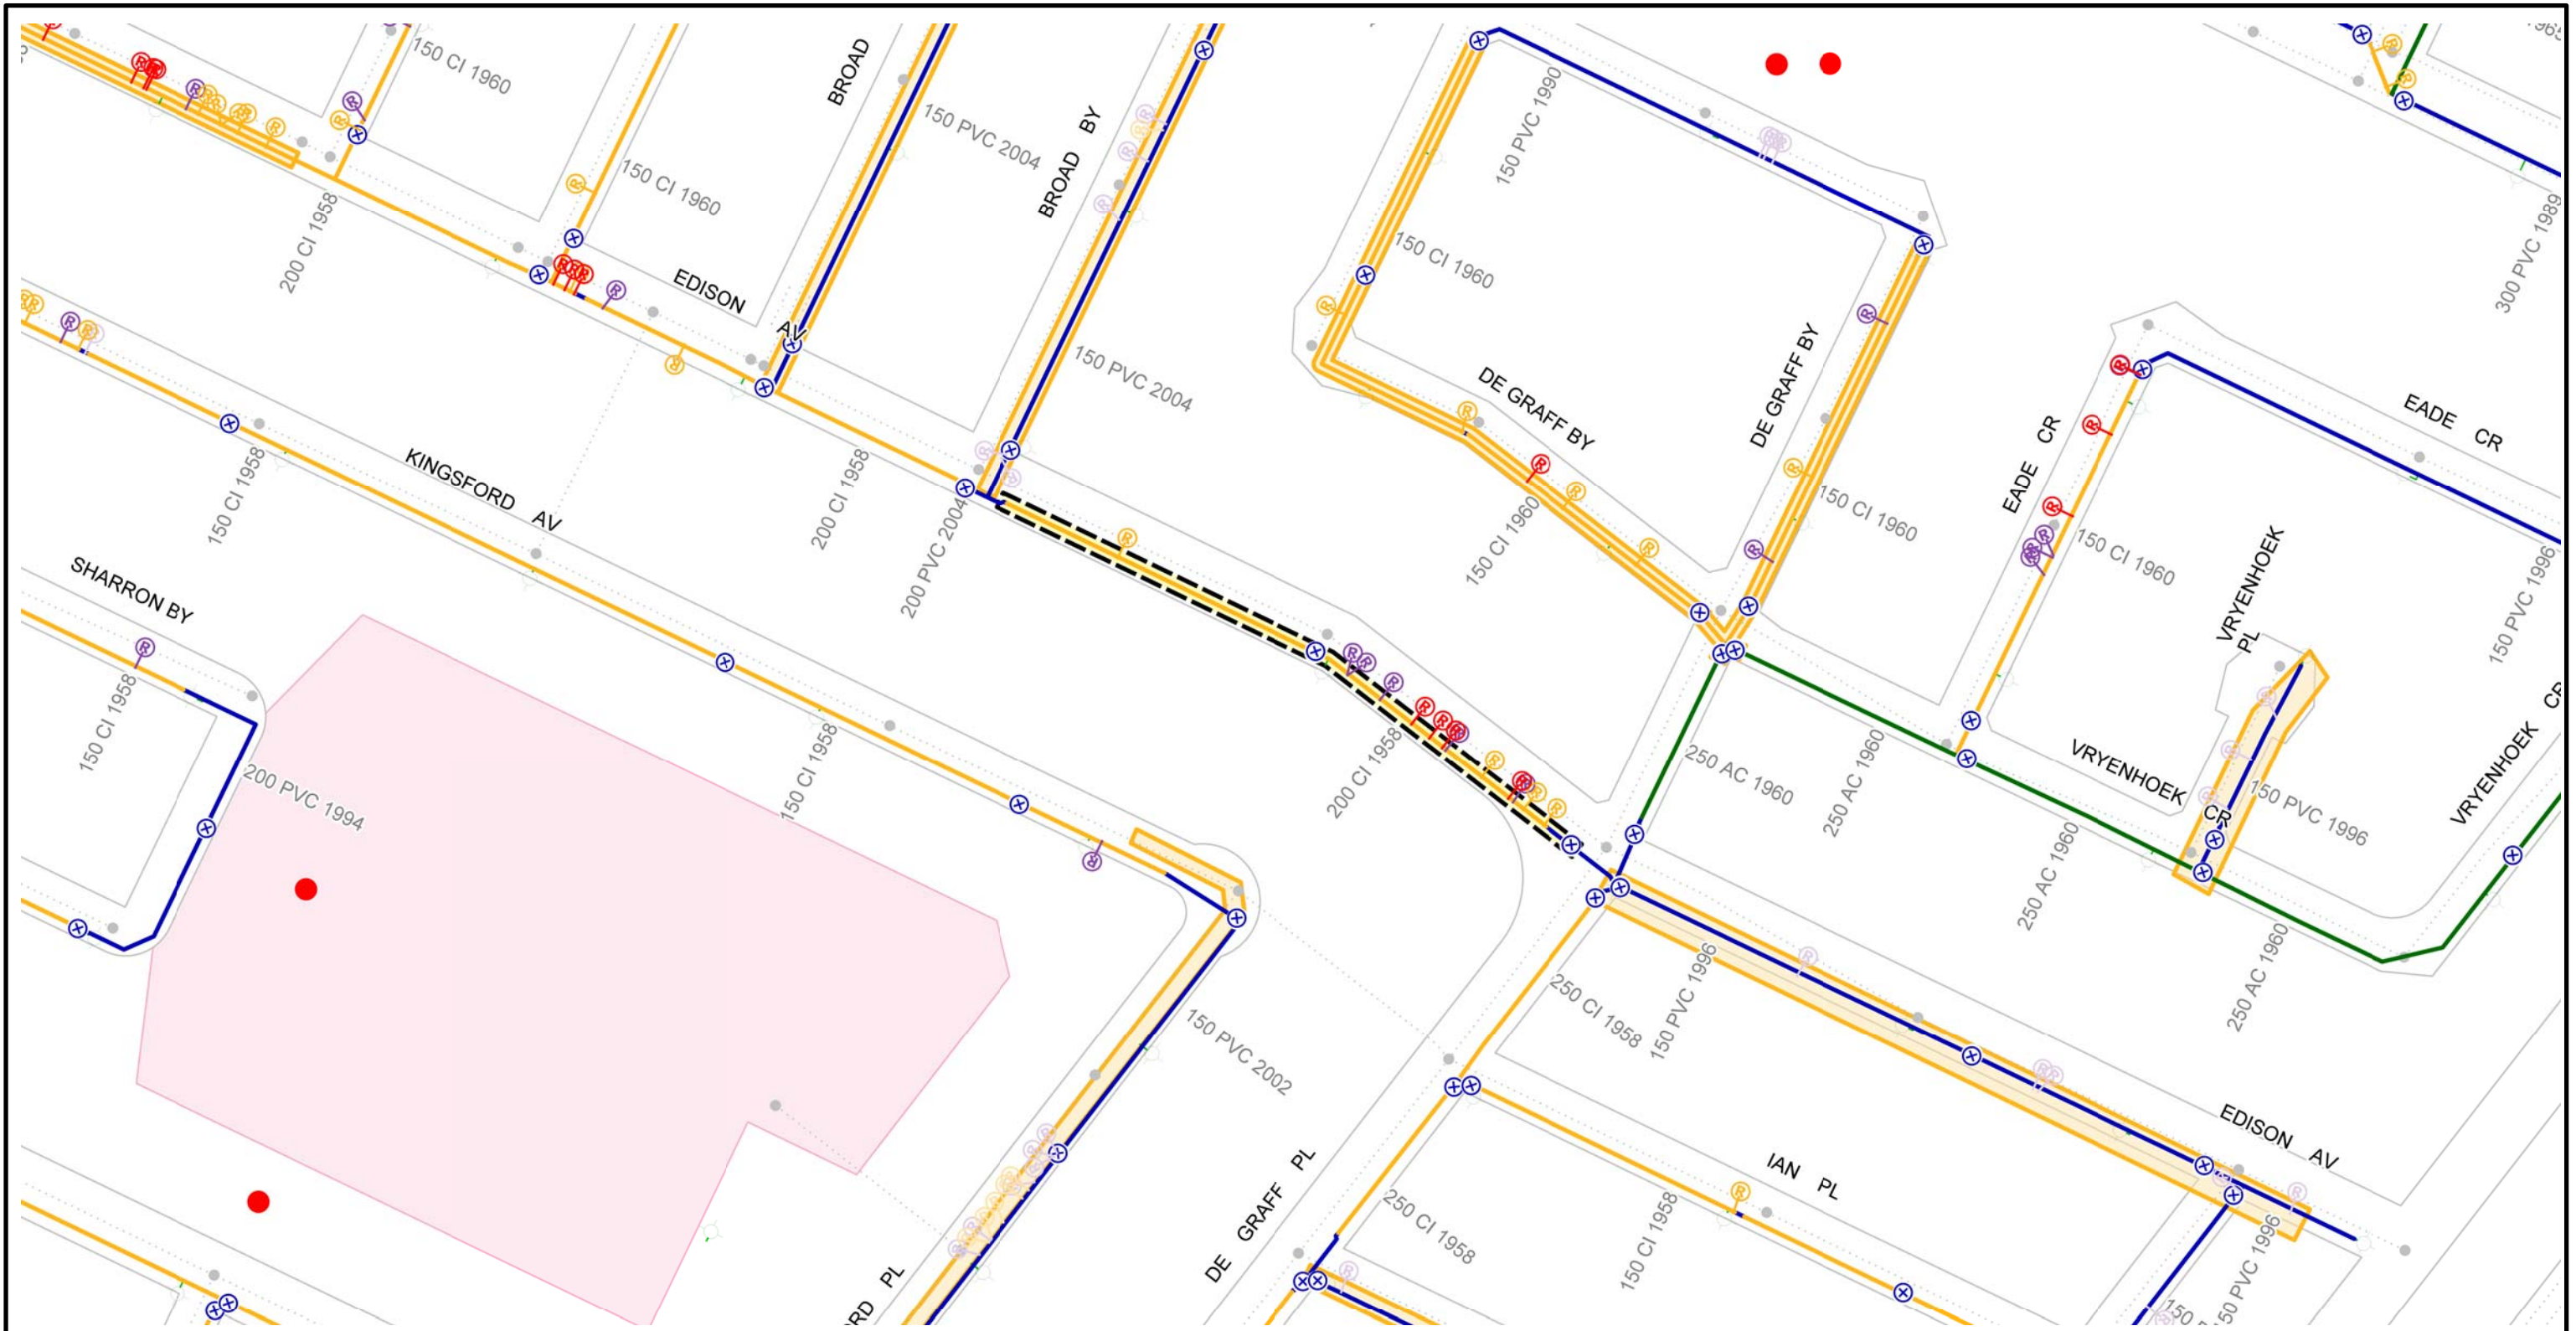 150 CI 1960
BROAD
150 PVC 2004
BROAD BY
150 PVC 1990
150 CI 1960
200 CI 1958
EDISON
AV
150 CI 1960
300 PVC 1989
150 PVC 2004
DE GRAFF BY
DE GRAFF BY
EADE CR
EADE CR
KINGSFORD AV
150 CI 1958
200 CI 1958
200 PVC 2004
150 CI 1960
150 CI 1960
150 CI 1960
VRYENHOEK
PL
150 PVC 1996
SHARRON BY
150 CI 1958
200 PVC 1994
150 CI 1958
200 CI 1958
250 AC 1960
250 AC 1960
VRYENHOEK
CR
150 PVC 1996
VRYENHOEK CR
250 AC 1960
250 AC 1960
250 CI 1958
150 PVC 1996
150 PVC 2002
EDISON AV
IAN PL
DE GRAFF PL
250 CI 1958
150 CI 1958
150 PVC 1996
PL